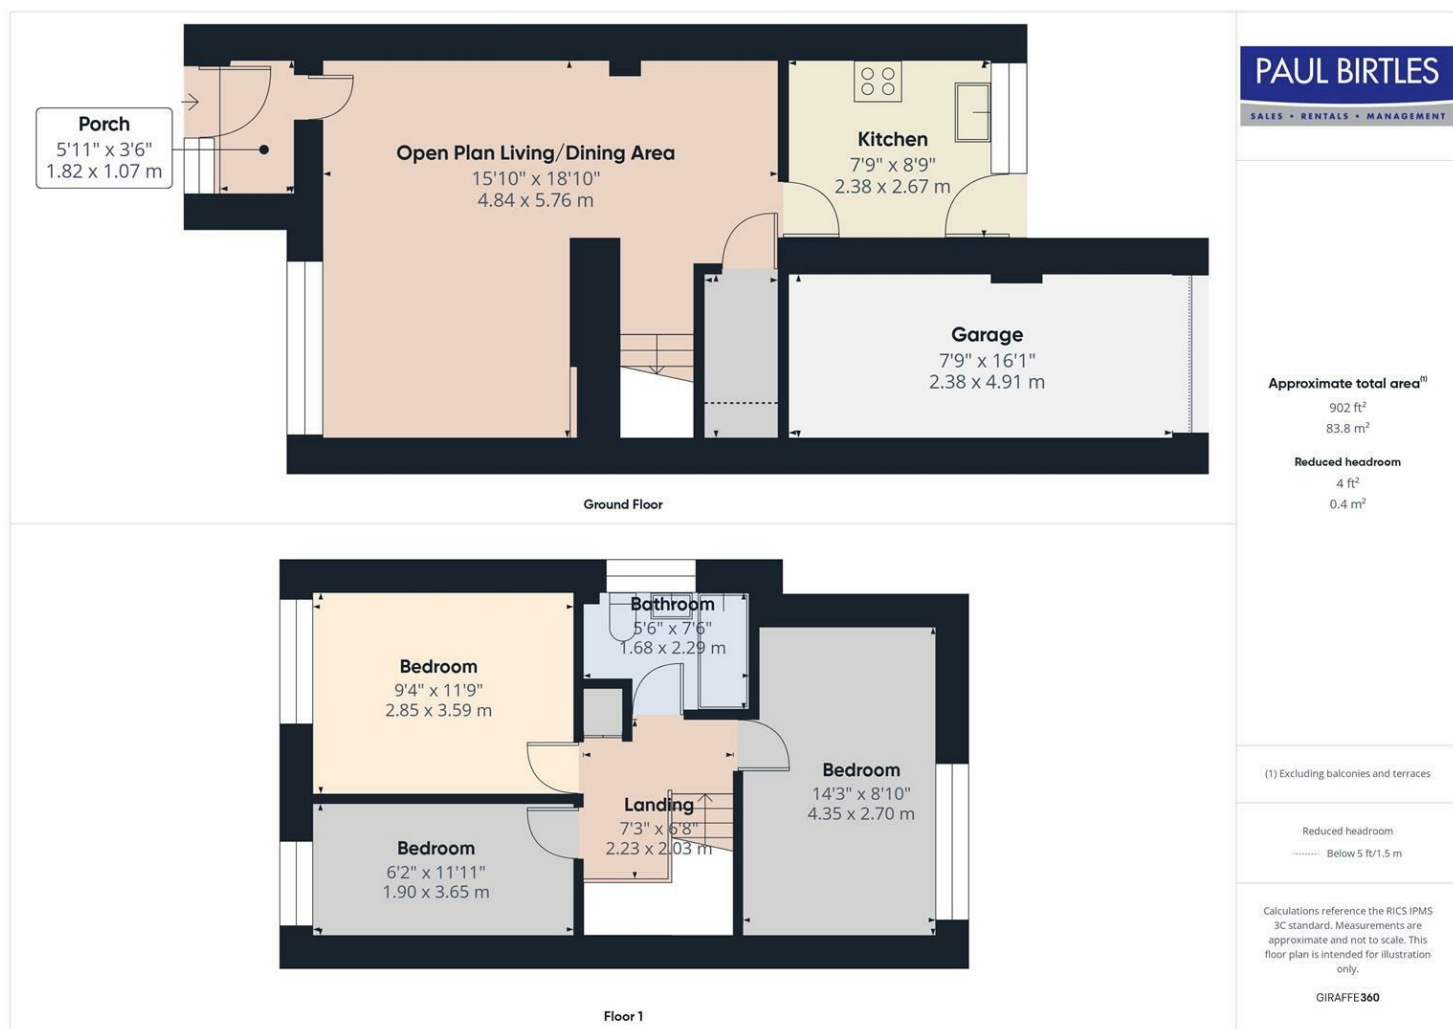 Porch
5'11" x 3'6"
1.82 x 1.07 m
Open Plan Living/Dining Area
15'10" x 18'10"
4.84 x 5.76 m
Kitchen
7'9" x 8'9"
2.38 x 2.67 m
Garage
7'9" x 16'1"
2.38 x 4.91 m
Ground Floor
Bedroom
9'4" x 11'9"
2.85 x 3.59 m
Bathroom
5'6" x 7'6"
1.68 x 2.29 m
Bedroom
14'3" x 8'10"
4.35 x 2.70 m
Landing
7'3" x 6'8"
2.23 x 2.03 m
Bedroom
6'2" x 11'11"
1.90 x 3.65 m
Floor 1
PAUL BIRTLES
SALES • RENTALS • MANAGEMENT
Approximate total area(1)
902 ft²
83.8 m²
Reduced headroom
4 ft²
0.4 m²
(1) Excluding balconies and terraces
Reduced headroom
Below 5 ft/1.5 m
Calculations reference the RICS IPMS
3C standard. Measurements are
approximate and not to scale. This
floor plan is intended for illustration
only.
GIRAFFE360